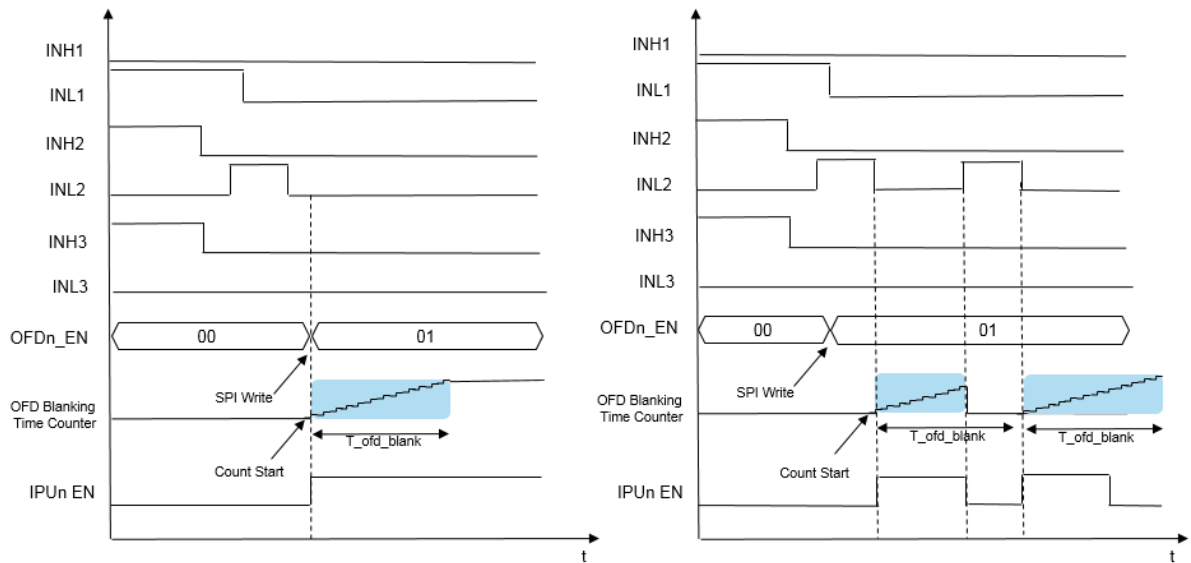 INH1
INL1
INH2
INL2
INH3
INL3
OFDn_EN
00
01
SPI Write
OFD Blanking
Time Counter
T_ofd_blank
Count Start
IPUn EN
t
INH1
INL1
INH2
INL2
INH3
INL3
OFDn_EN
00
01
SPI Write
OFD Blanking
Time Counter
T_ofd_blank
T_ofd_blank
Count Start
IPUn EN
t